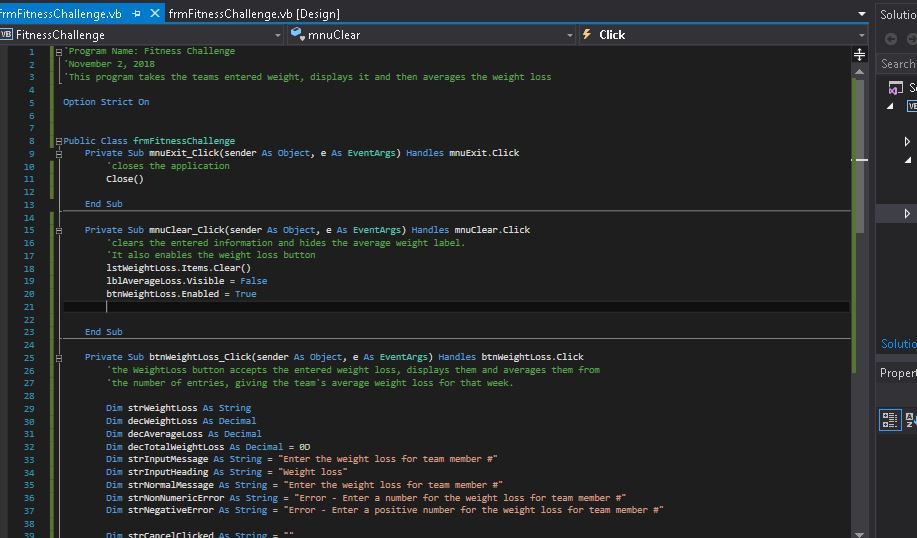 frmFitnessChallenge.vb
frmFitnessChallenge.vb [Design]
VB FitnessChallenge
mnuClear
Click
1 'Program Name: Fitness Challenge
2 'November 2, 2018
3 'This program takes the teams entered weight, displays it and then averages the weight loss
4
5 Option Strict On
6
7
8 Public Class frmFitnessChallenge
9 Private Sub mnuExit_Click(sender As Object, e As EventArgs) Handles mnuExit.Click
10 'closes the application
11 Close()
12
13 End Sub
14
15 Private Sub mnuClear_Click(sender As Object, e As EventArgs) Handles mnuClear.Click
16 'clears the entered information and hides the average weight label.
17 'It also enables the weight loss button
18 lstWeightLoss.Items.Clear()
19 lblAverageLoss.Visible = False
20 btnWeightLoss.Enabled = True
21
22
23 End Sub
24
25 Private Sub btnWeightLoss_Click(sender As Object, e As EventArgs) Handles btnWeightLoss.Click
26 'the WeightLoss button accepts the entered weight loss, displays them and averages them from
27 'the number of entries, giving the team's average weight loss for that week.
28
29 Dim strWeightLoss As String
30 Dim decWeightLoss As Decimal
31 Dim decAverageLoss As Decimal
32 Dim decTotalWeightLoss As Decimal = 0D
33 Dim strInputMessage As String = "Enter the weight loss for team member #"
34 Dim strInputHeading As String = "Weight loss"
35 Dim strNormalMessage As String = "Enter the weight loss for team member #"
36 Dim strNonNumericError As String = "Error - Enter a number for the weight loss for team member #"
37 Dim strNegativeError As String = "Error - Enter a positive number for the weight loss for team member #"
38
39 Dim strCancelClicked As String = ""
Solutio
Search
So
VB
Solutio
Propert